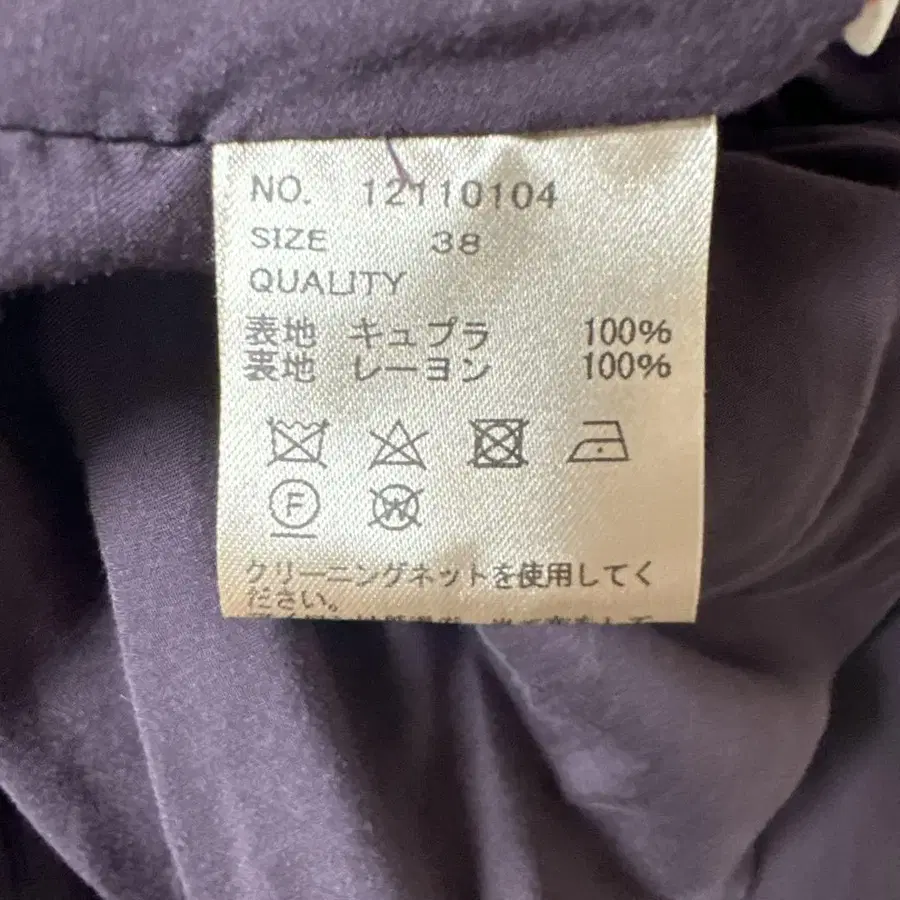 NO. 12110104
SIZE 38
QUALITY
表地 キュプラ 100%
裏地 レーヨン 100%
F
W
クリーニングネットを使用してく
ださい。